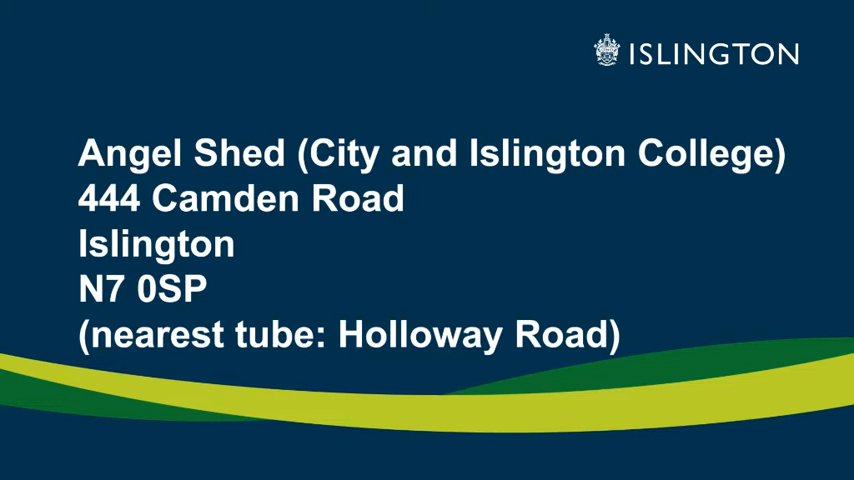 ISLINGTON
Angel Shed (City and Islington College)
444 Camden Road
Islington
N7 0SP
(nearest tube: Holloway Road)